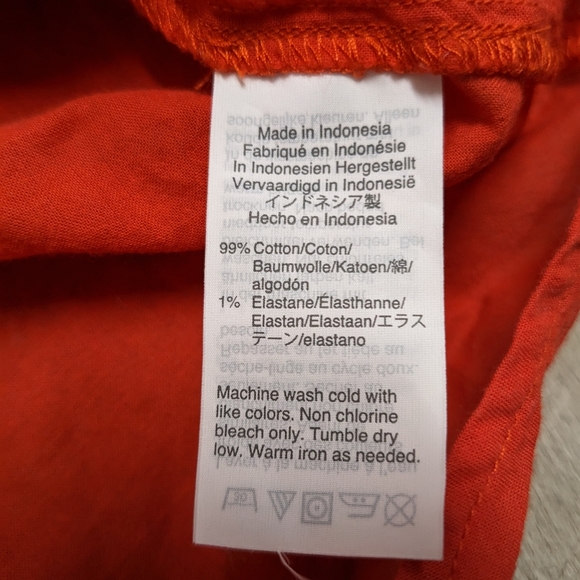 Made in Indonesia
Fabriqué en Indonésie
In Indonesien Hergestellt
Vervaardigd in Indonesië
インドネシア製
Hecho en Indonesia
99% Cotton/Coton/
Baumwolle/Katoen/綿/
algodón
1% Elastane/Élasthanne/
Elastan/Elastaan/エラス
テーン/elastano
Machine wash cold with
like colors. Non chlorine
bleach only. Tumble dry
low. Warm iron as needed.